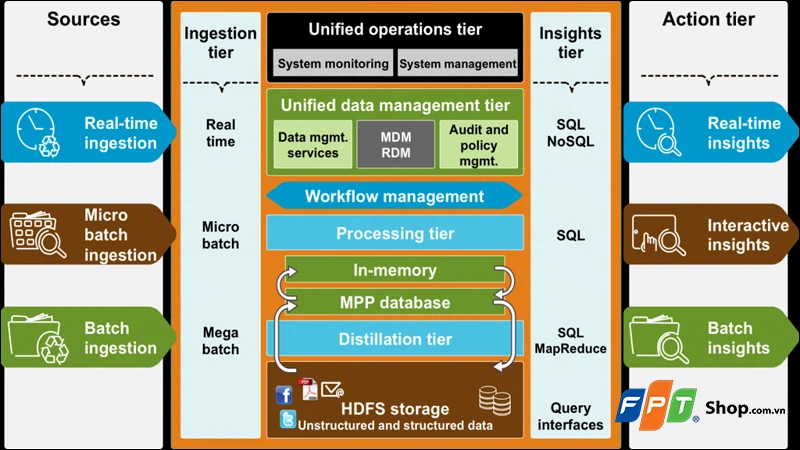 Sources
Real-time
ingestion
Micro
batch
ingestion
Batch
ingestion
Ingestion
tier
Real
time
Micro
batch
Mega
batch
Unified operations tier
System monitoring
System management
Unified data management tier
Data mgmt.
services
MDM
RDM
Audit and
policy
mgmt.
Workflow management
Processing tier
In-memory
MPP database
Distillation tier
PDF
HDFS storage
Unstructured and structured data
Insights
tier
SQL
NoSQL
SQL
SQL
MapReduce
Query
interfaces
Action tier
Real-time
insights
Interactive
insights
Batch
insights
FPT® Shop.com.vn